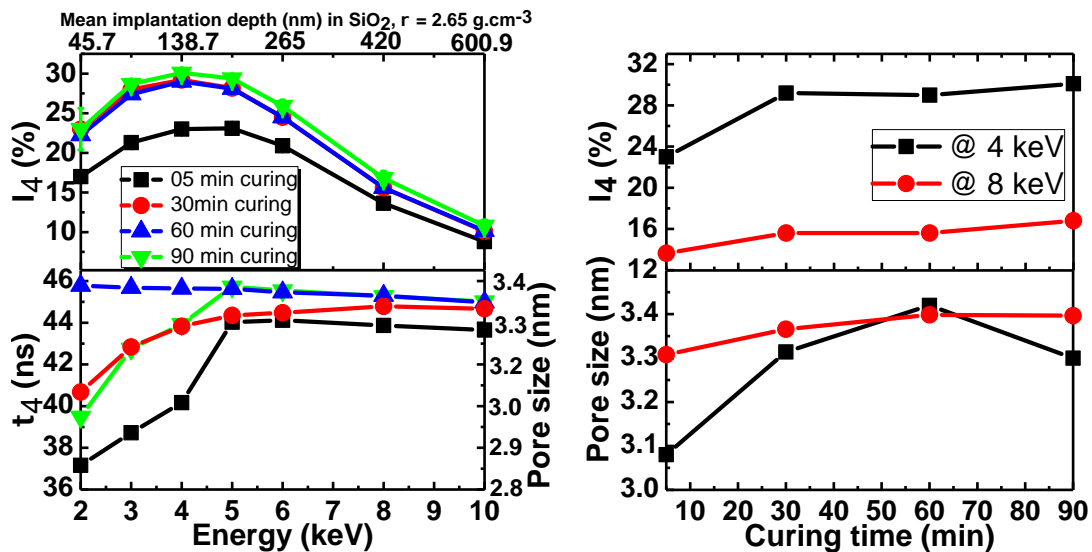 Mean implantation depth (nm) in SiO2, r = 2.65 g.cm-3
45.7 138.7 265 420 600.9
I4 (%)
30
25
20
15
10
05 min curing
30min curing
60 min curing
90 min curing
t4 (ns)
46
44
42
40
38
36
3.4
3.3
3.2
3.1
3.0
2.9
2.8
Pore size (nm)
2 3 4 5 6 7 8 9 10
Energy (keV)
I4 (%)
32
28
24
20
16
12
@ 4 keV
@ 8 keV
Pore size (nm)
3.4
3.3
3.2
3.1
3.0
10 20 30 40 50 60 70 80 90
Curing time (min)